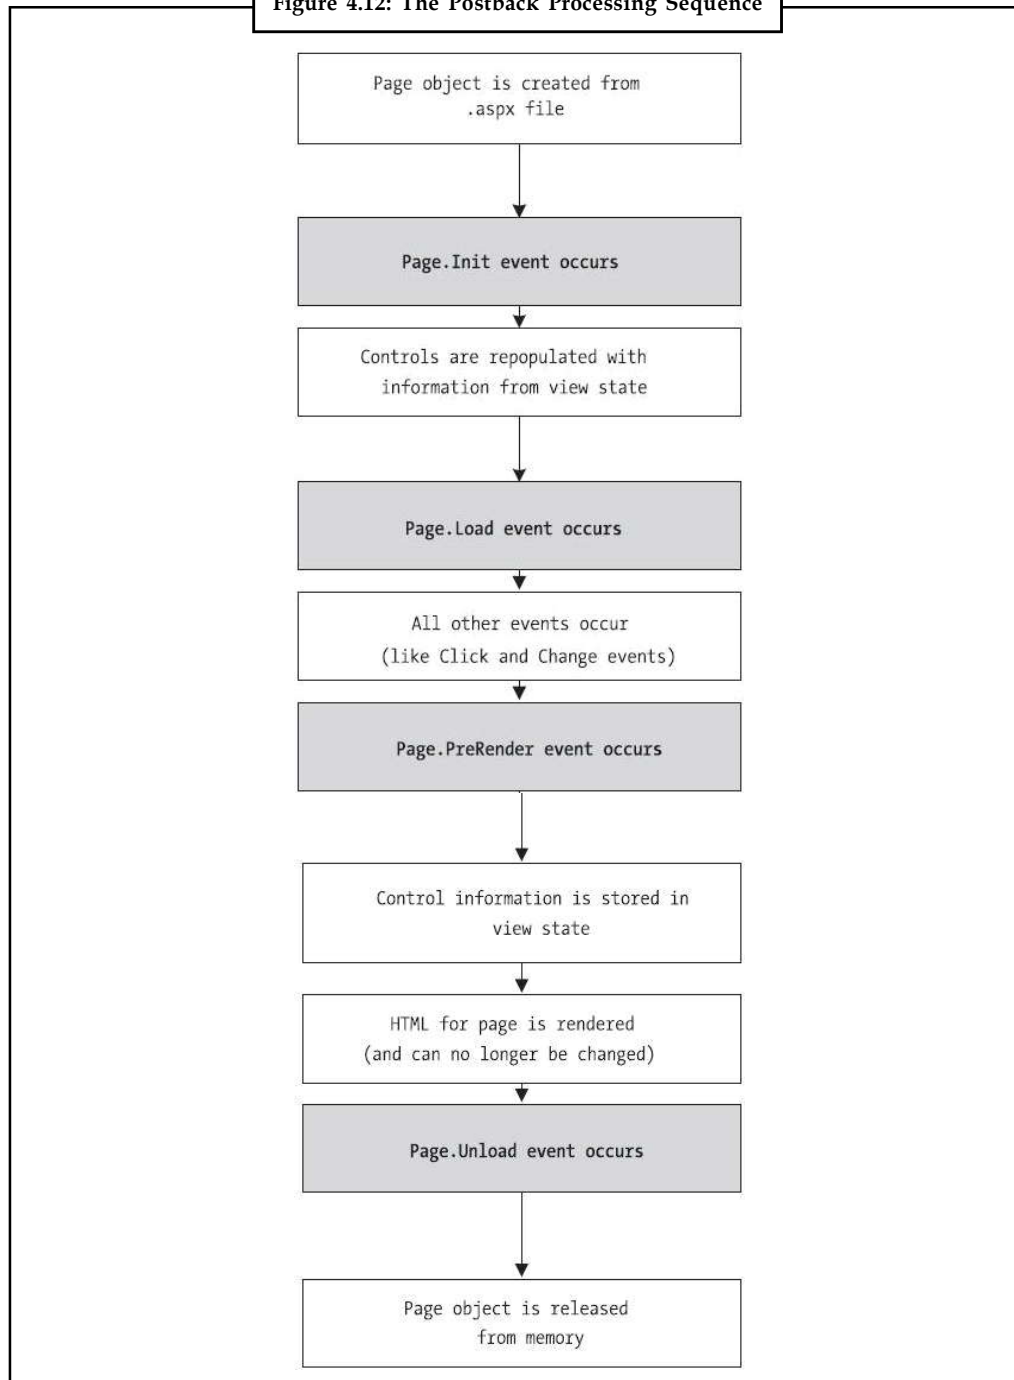 Figure 4.12: The Postback Processing Sequence
Page object is created from
.aspx file
Page.Init event occurs
Controls are repopulated with
information from view state
Page.Load event occurs
All other events occur
(like Click and Change events)
Page.PreRender event occurs
Control information is stored in
view state
HTML for page is rendered
(and can no longer be changed)
Page.Unload event occurs
Page object is released
from memory